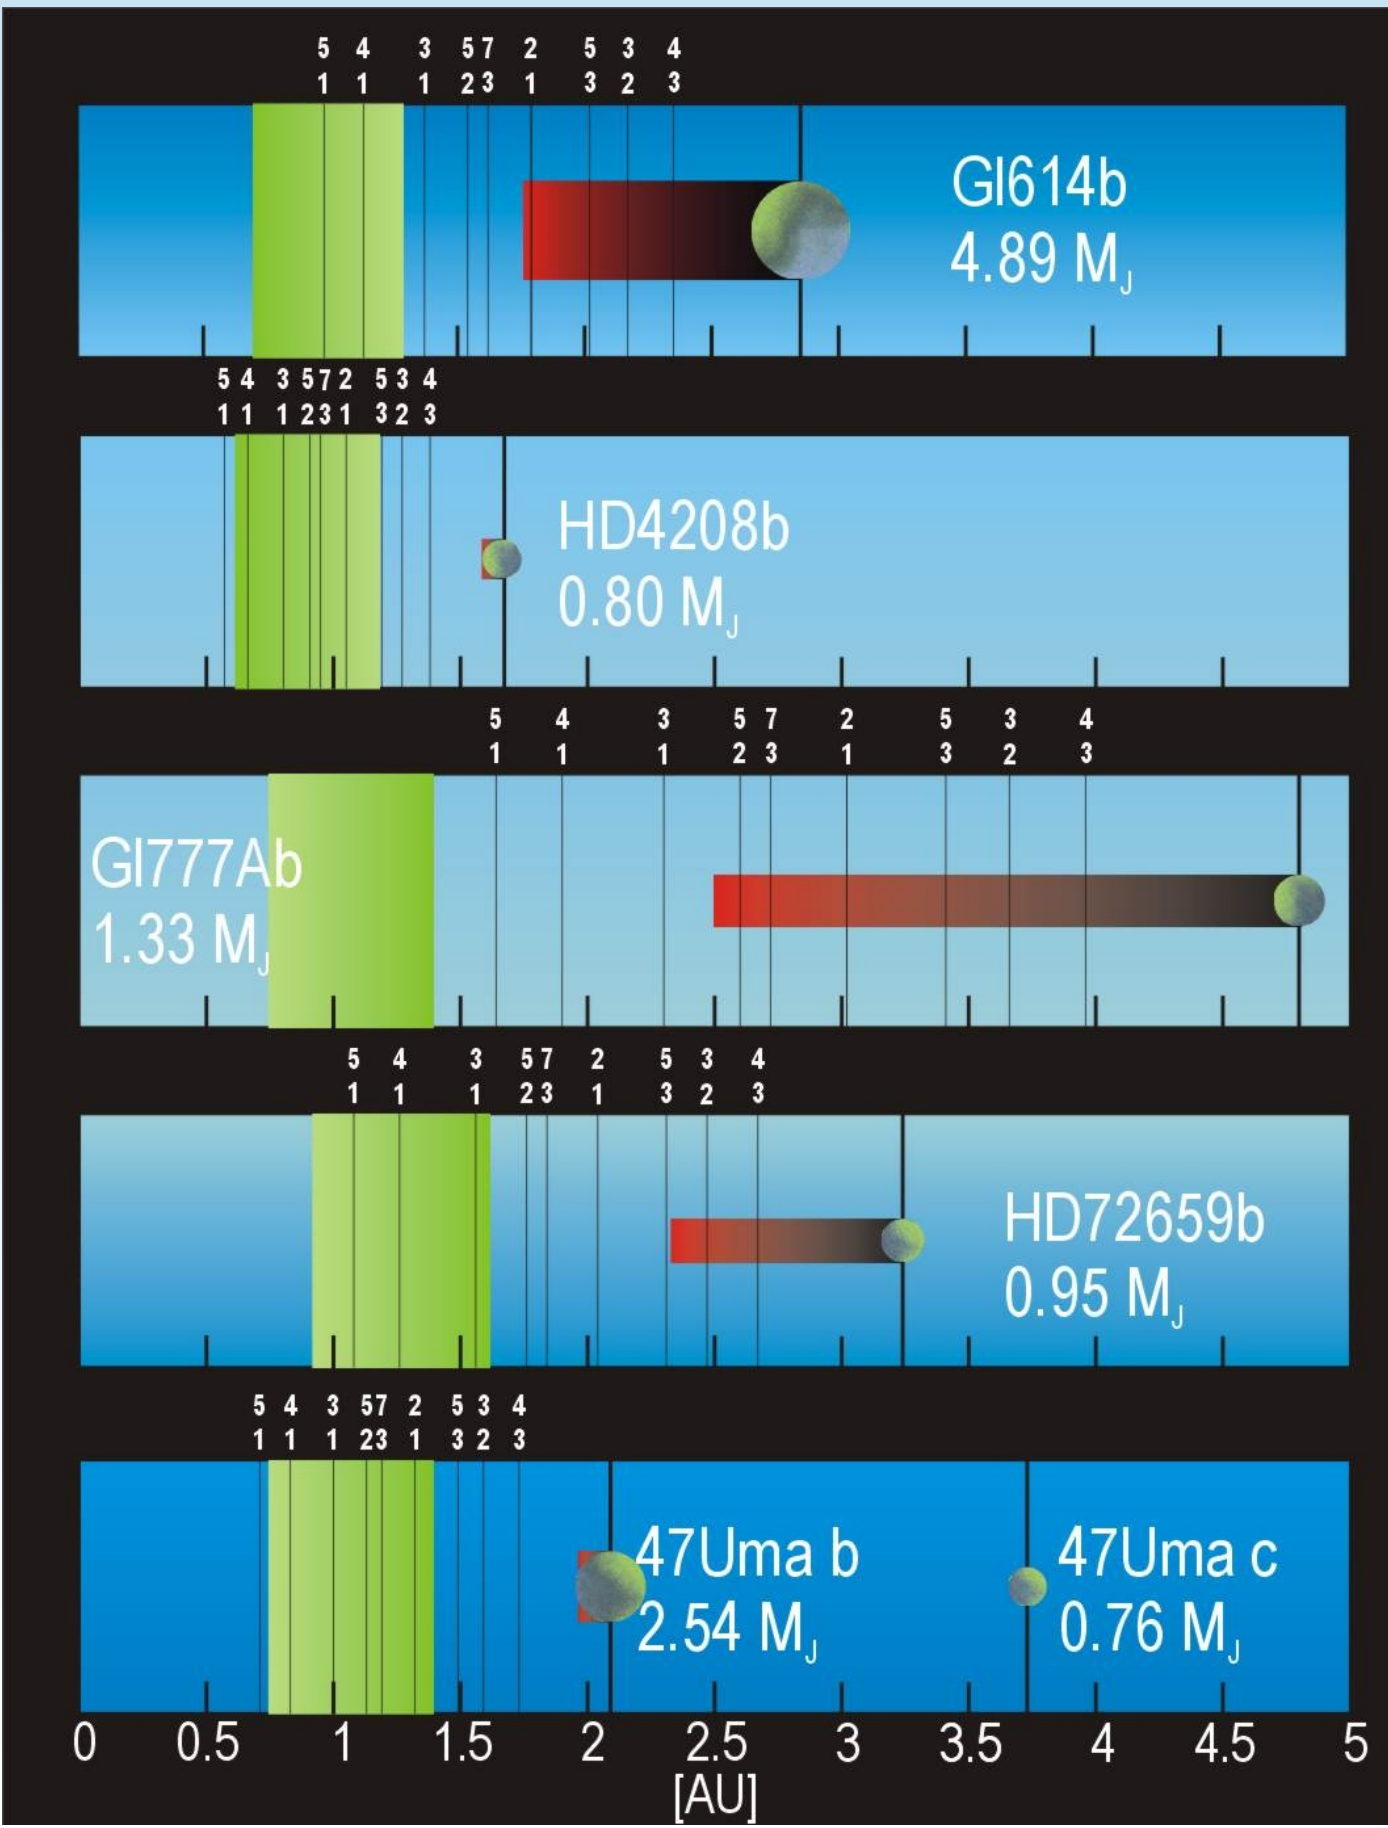 5 4 3 5 7 2 5 3 4
1 1 1 2 3 1 3 2 3
Gl614b
4.89 MJ
5 4 3 5 7 2 5 3 4
1 1 1 2 3 1 3 2 3
HD4208b
0.80 MJ
5 4 3 5 7 2 5 3 4
1 1 1 2 3 1 3 2 3
Gl777Ab
1.33 MJ
5 4 3 5 7 2 5 3 4
1 1 1 2 3 1 3 2 3
HD72659b
0.95 MJ
5 4 3 5 7 2 5 3 4
1 1 1 2 3 1 3 2 3
47Uma b
2.54 MJ
47Uma c
0.76 MJ
0 0.5 1 1.5 2 2.5 3 3.5 4 4.5 5
[AU]